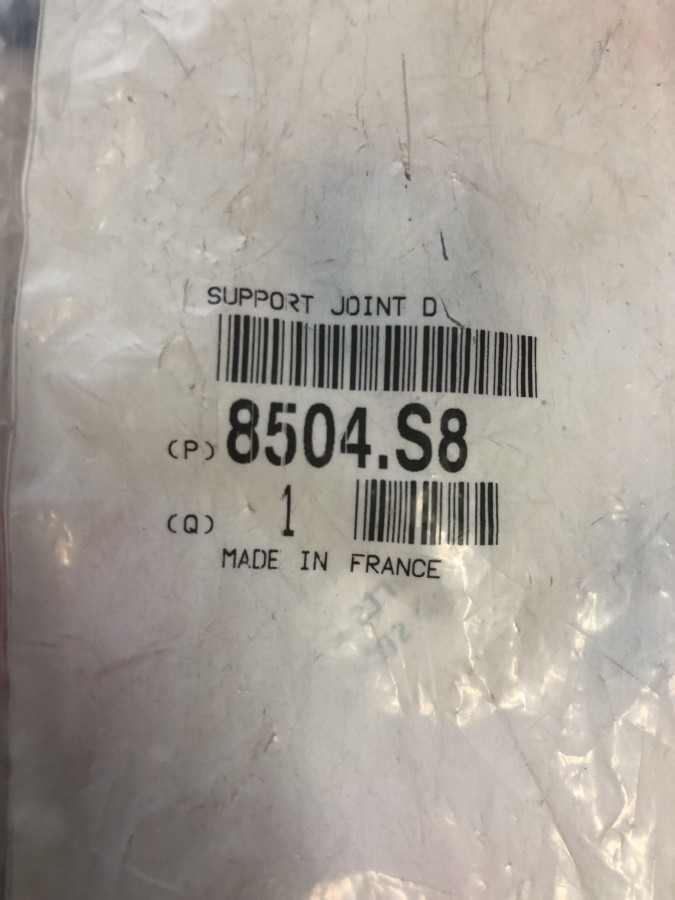 SUPPORT JOINT D
(P) 8504.S8
(Q) 1
MADE IN FRANCE